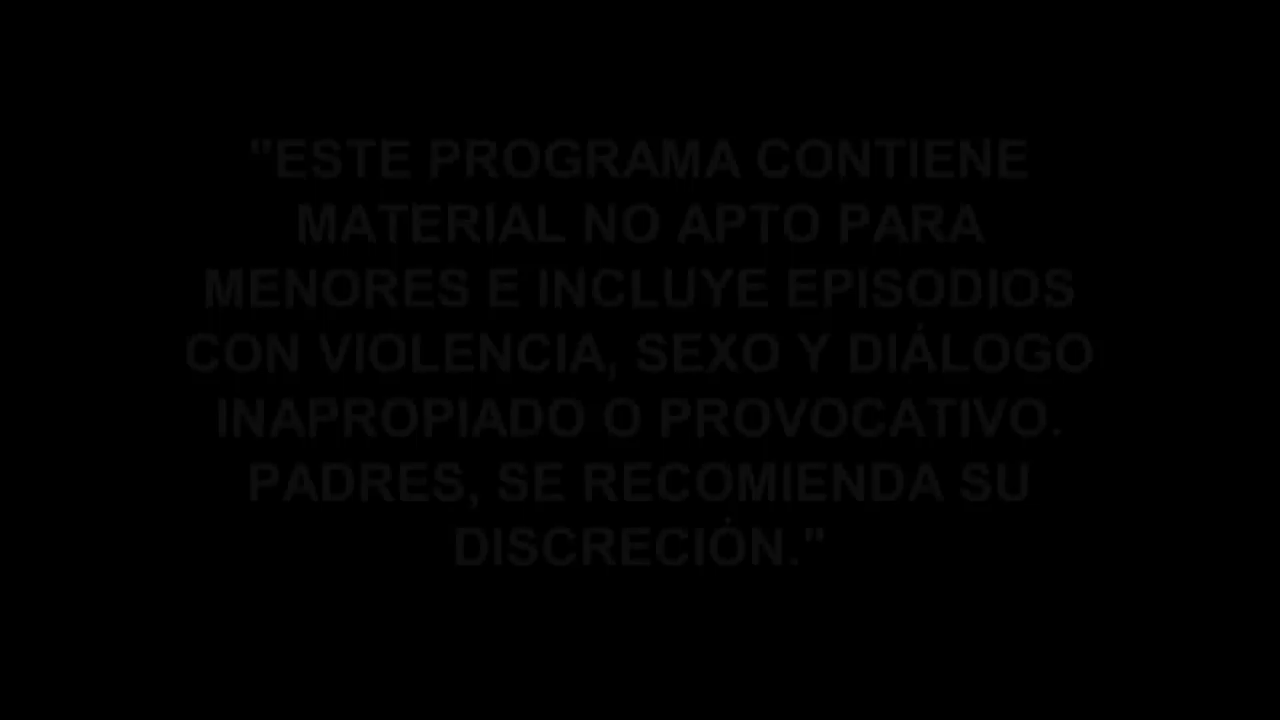 "ESTE PROGRAMA CONTIENE
MATERIAL NO APTO PARA
MENORES E INCLUYE EPISODIOS
CON VIOLENCIA, SEXO Y DIÁLOGO
INAPROPIADO O PROVOCATIVO.
PADRES, SE RECOMIENDA SU
DISCRECIÓN."